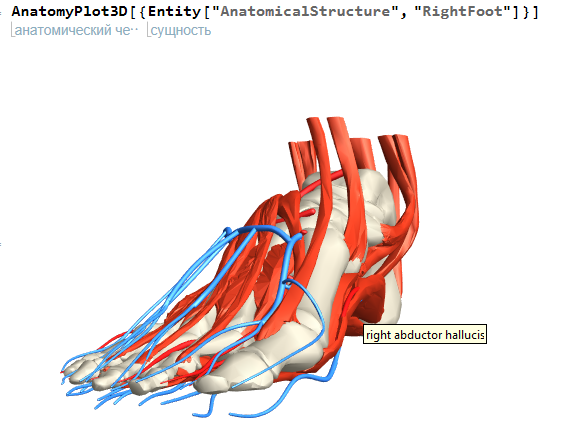 AnatomyPlot3D[{Entity["AnatomicalStructure", "RightFoot"]}]
анатомический че·· сущность
right abductor hallucis